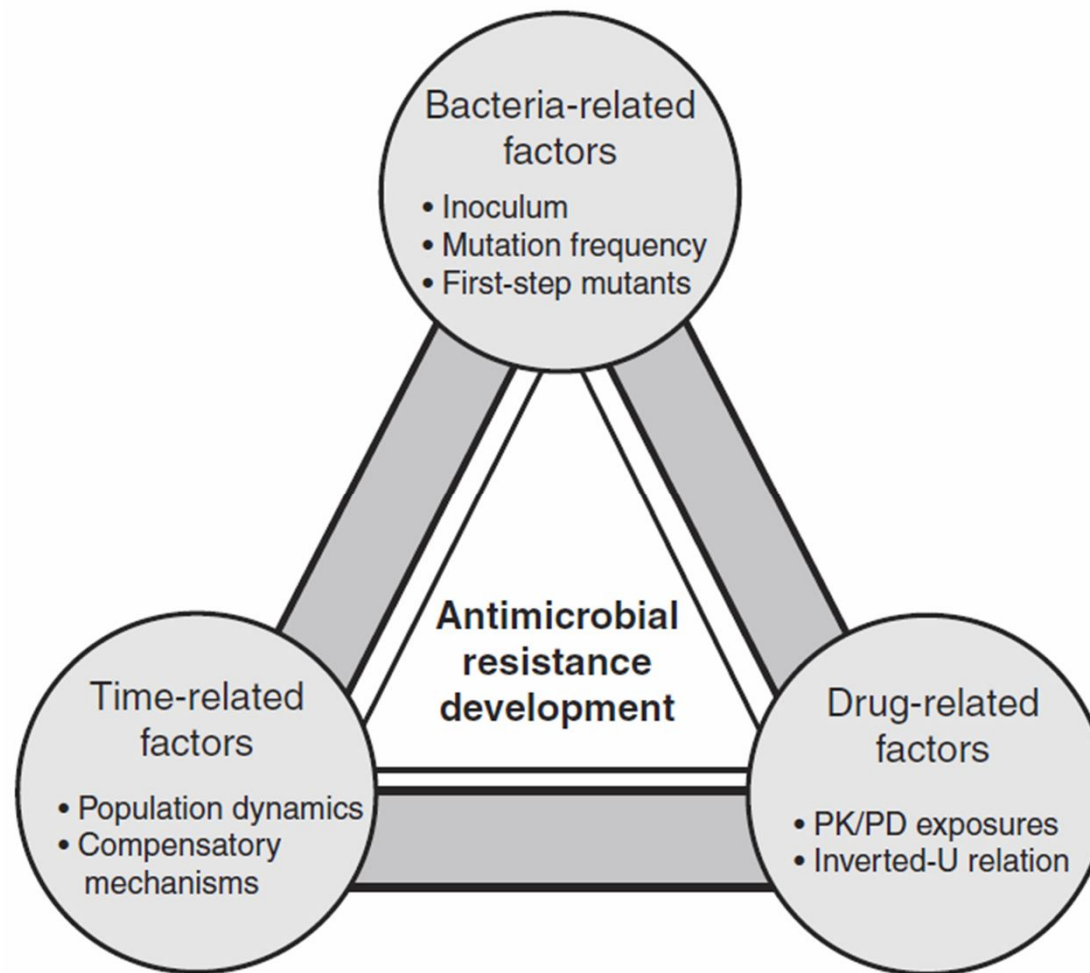 Bacteria-related
factors
• Inoculum
• Mutation frequency
• First-step mutants
Antimicrobial
resistance
development
Time-related
factors
• Population dynamics
• Compensatory
mechanisms
Drug-related
factors
• PK/PD exposures
• Inverted-U relation